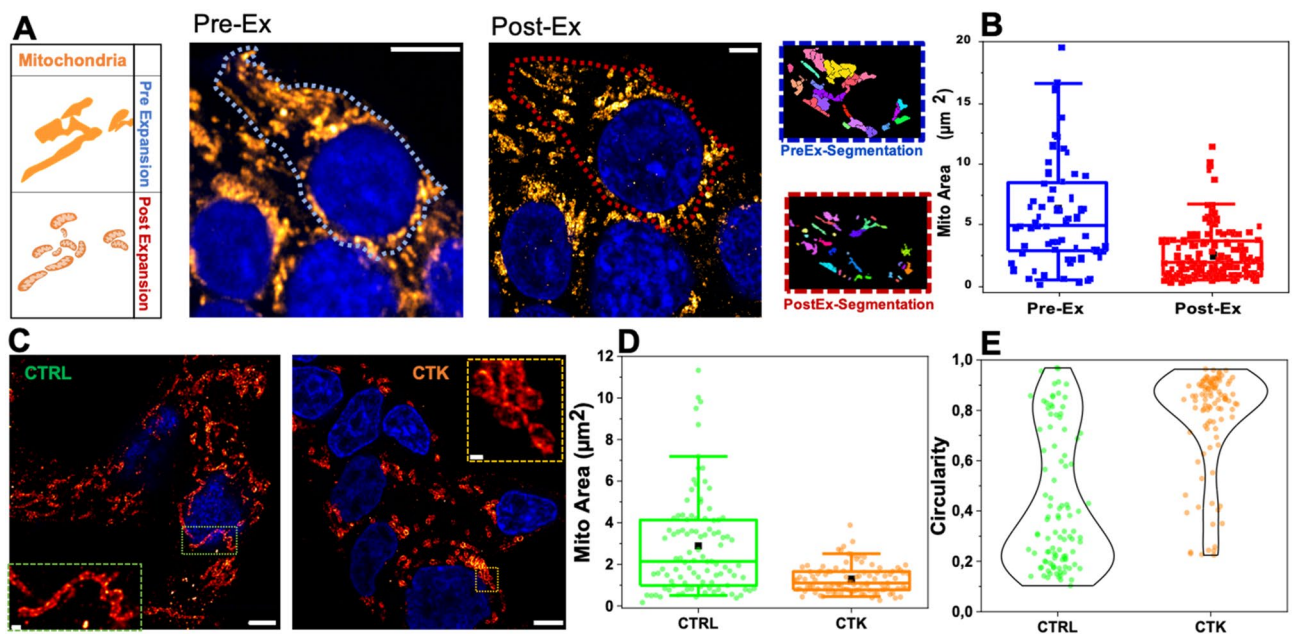 A
Pre-Ex
Post-Ex
B
Mitochondria
Pre Expansion
Post Expansion
PreEx-Segmentation
PostEx-Segmentation
Mito Area (µm 2)
20
15
10
5
0
Pre-Ex
Post-Ex
C
CTRL
CTK
D
Mito Area (µm2)
12
10
8
6
4
2
0
CTRL
CTK
E
Circularity
1,0
0,8
0,6
0,4
0,2
0,0
CTRL
CTK